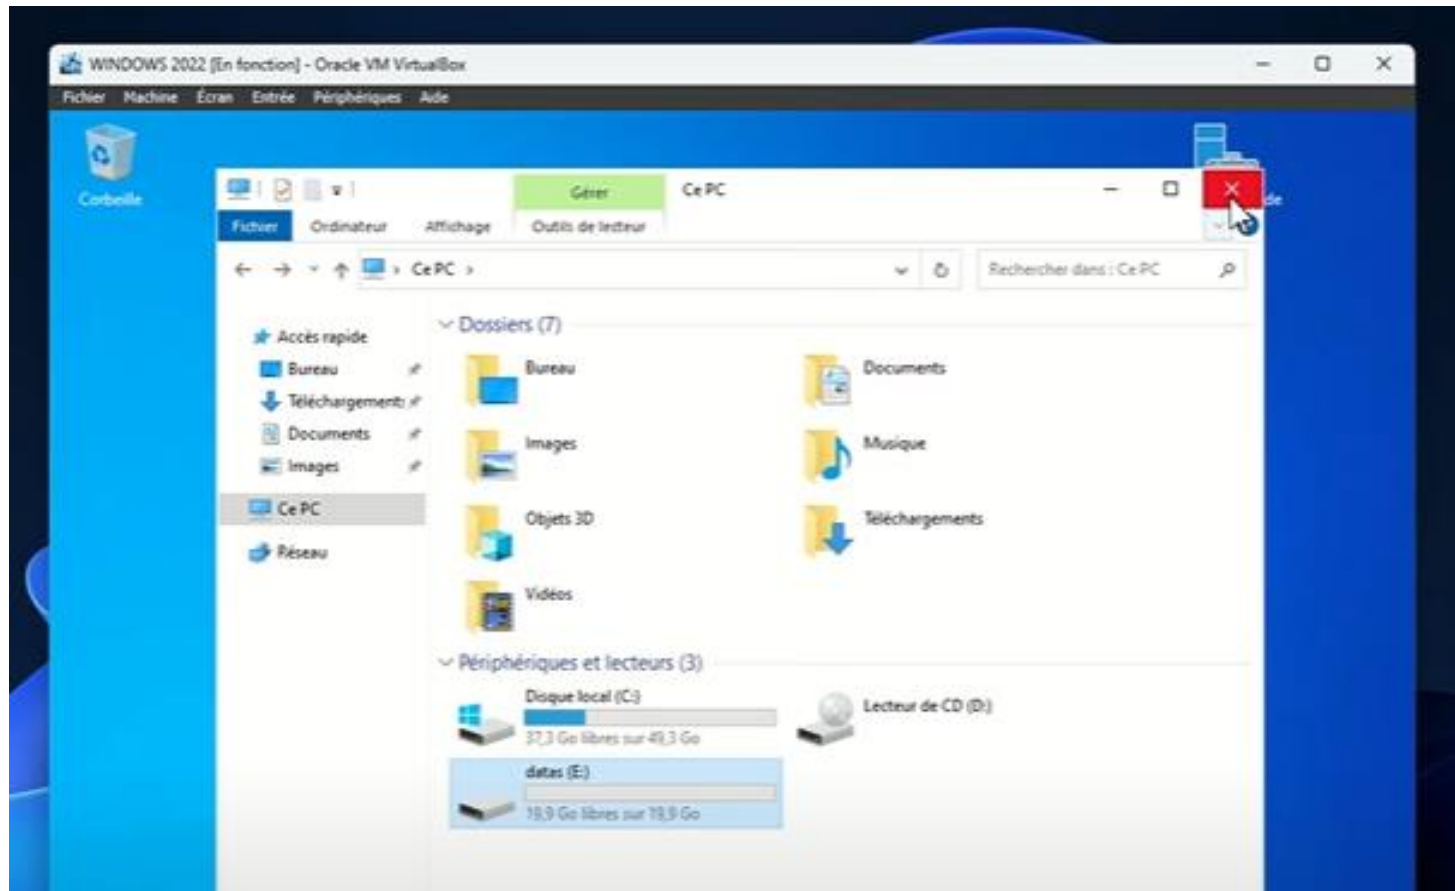 WINDOWS 2022 [En fonction] - Oracle VM VirtualBox
Fichier Machine Écran Entrée Périphériques Aide
Corbeille
Gérer Ce PC
de
Fichier Ordinateur Affichage Outils de lecteur
Ce PC
Rechercher dans : Ce PC
Accès rapide
Bureau
Téléchargements
Documents
Images
Ce PC
Réseau
Dossiers (7)
Bureau
Documents
Images
Musique
Objets 3D
Téléchargements
Vidéos
Périphériques et lecteurs (3)
Disque local (C:)
37,3 Go libres sur 49,3 Go
Lecteur de CD (D:)
datas (E:)
19,9 Go libres sur 19,9 Go